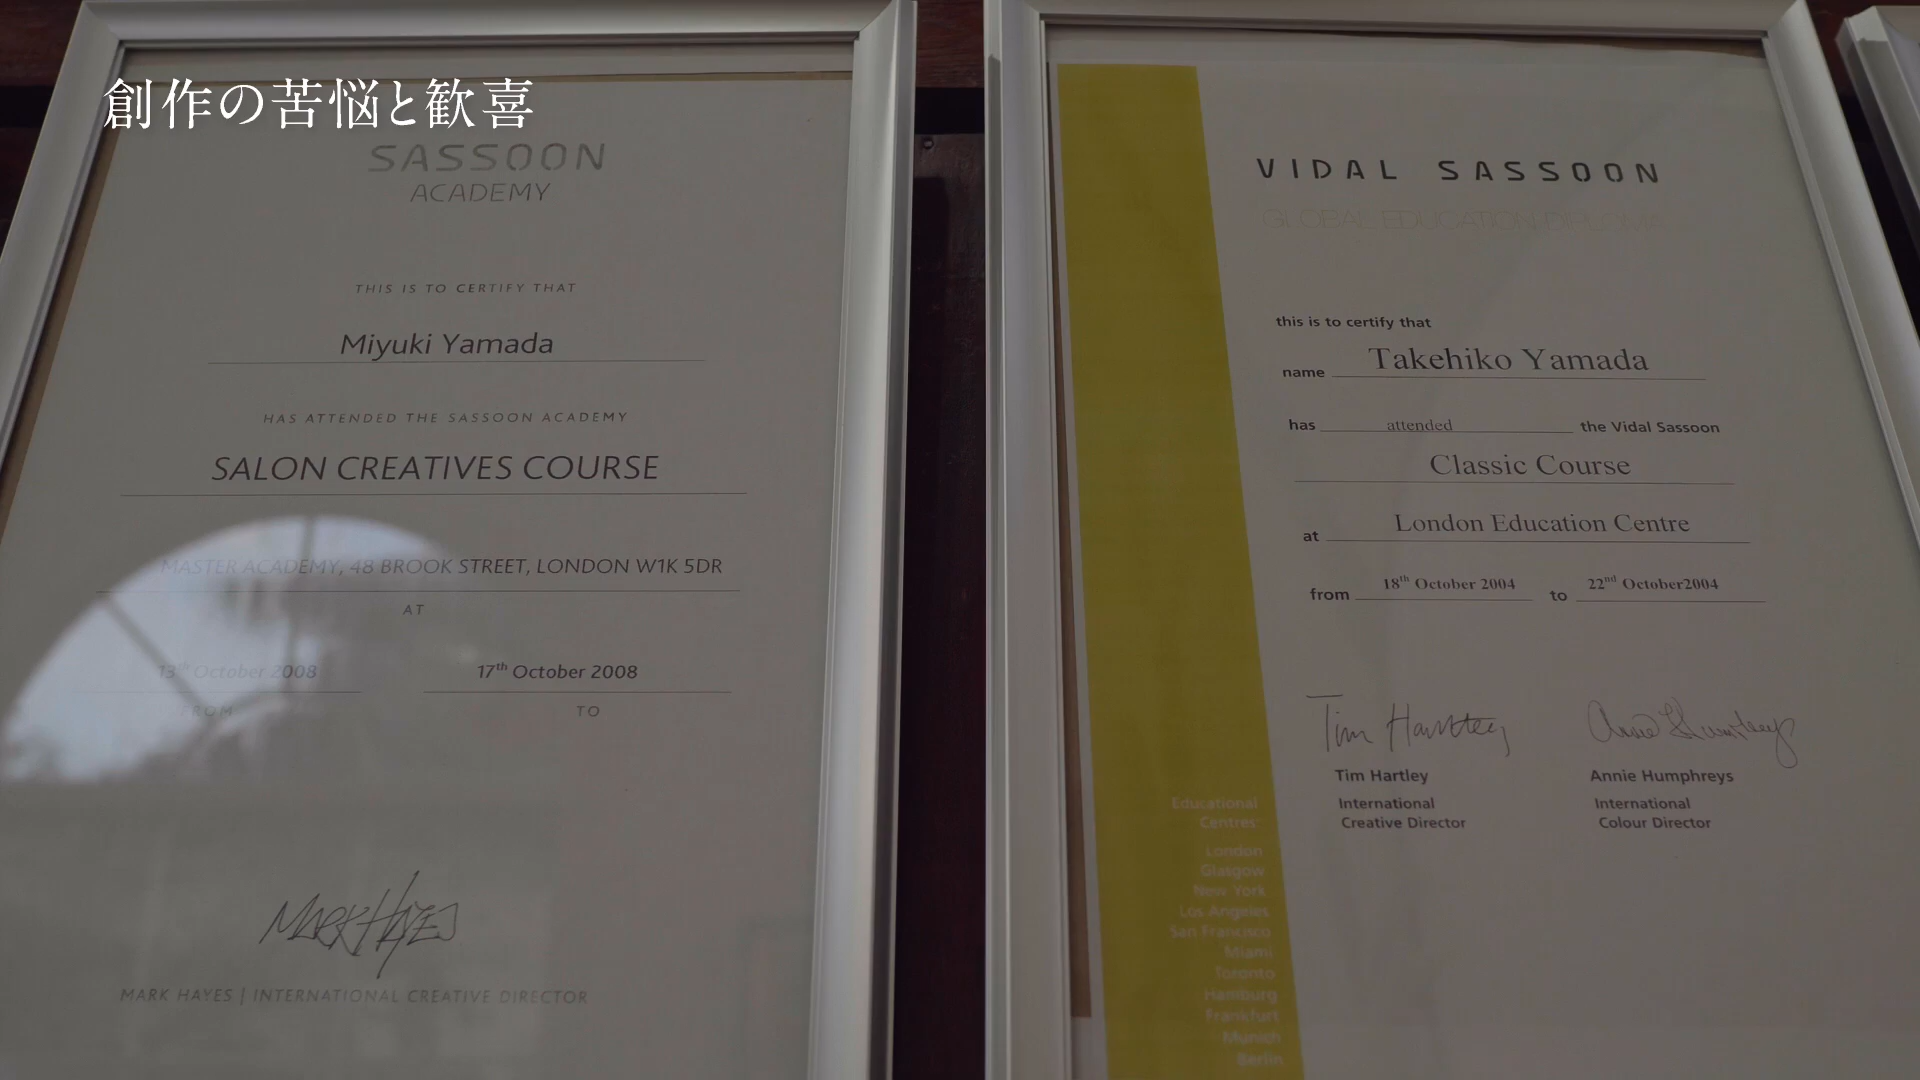 創作の苦悩と歓喜
SASSOON
ACADEMY
THIS IS TO CERTIFY THAT
Miyuki Yamada
HAS ATTENDED THE SASSOON ACADEMY
SALON CREATIVES COURSE
MASTER ACADEMY, 48 BROOK STREET, LONDON W1K 5DR
AT
13th October 2008
17th October 2008
FROM
TO
MARK HAYES
MARK HAYES | INTERNATIONAL CREATIVE DIRECTOR
VIDAL SASSOON
GLOBAL EDUCATION DIPLOMA
this is to certify that
name Takehiko Yamada
has attended the Vidal Sassoon
Classic Course
at London Education Centre
from 18th October 2004 to 22nd October2004
Tim Hartley
Annie Humphreys
Tim Hartley
International
Creative Director
Annie Humphreys
International
Colour Director
Educational
Centres:
London
Glasgow
New York
Los Angeles
San Francisco
Miami
Toronto
Hamburg
Frankfurt
Munich
Berlin